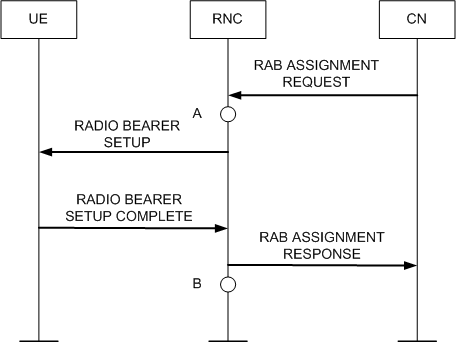 UE
RNC
CN
RAB ASSIGNMENT
REQUEST
A
RADIO BEARER
SETUP
RADIO BEARER
SETUP COMPLETE
RAB ASSIGNMENT
RESPONSE
B